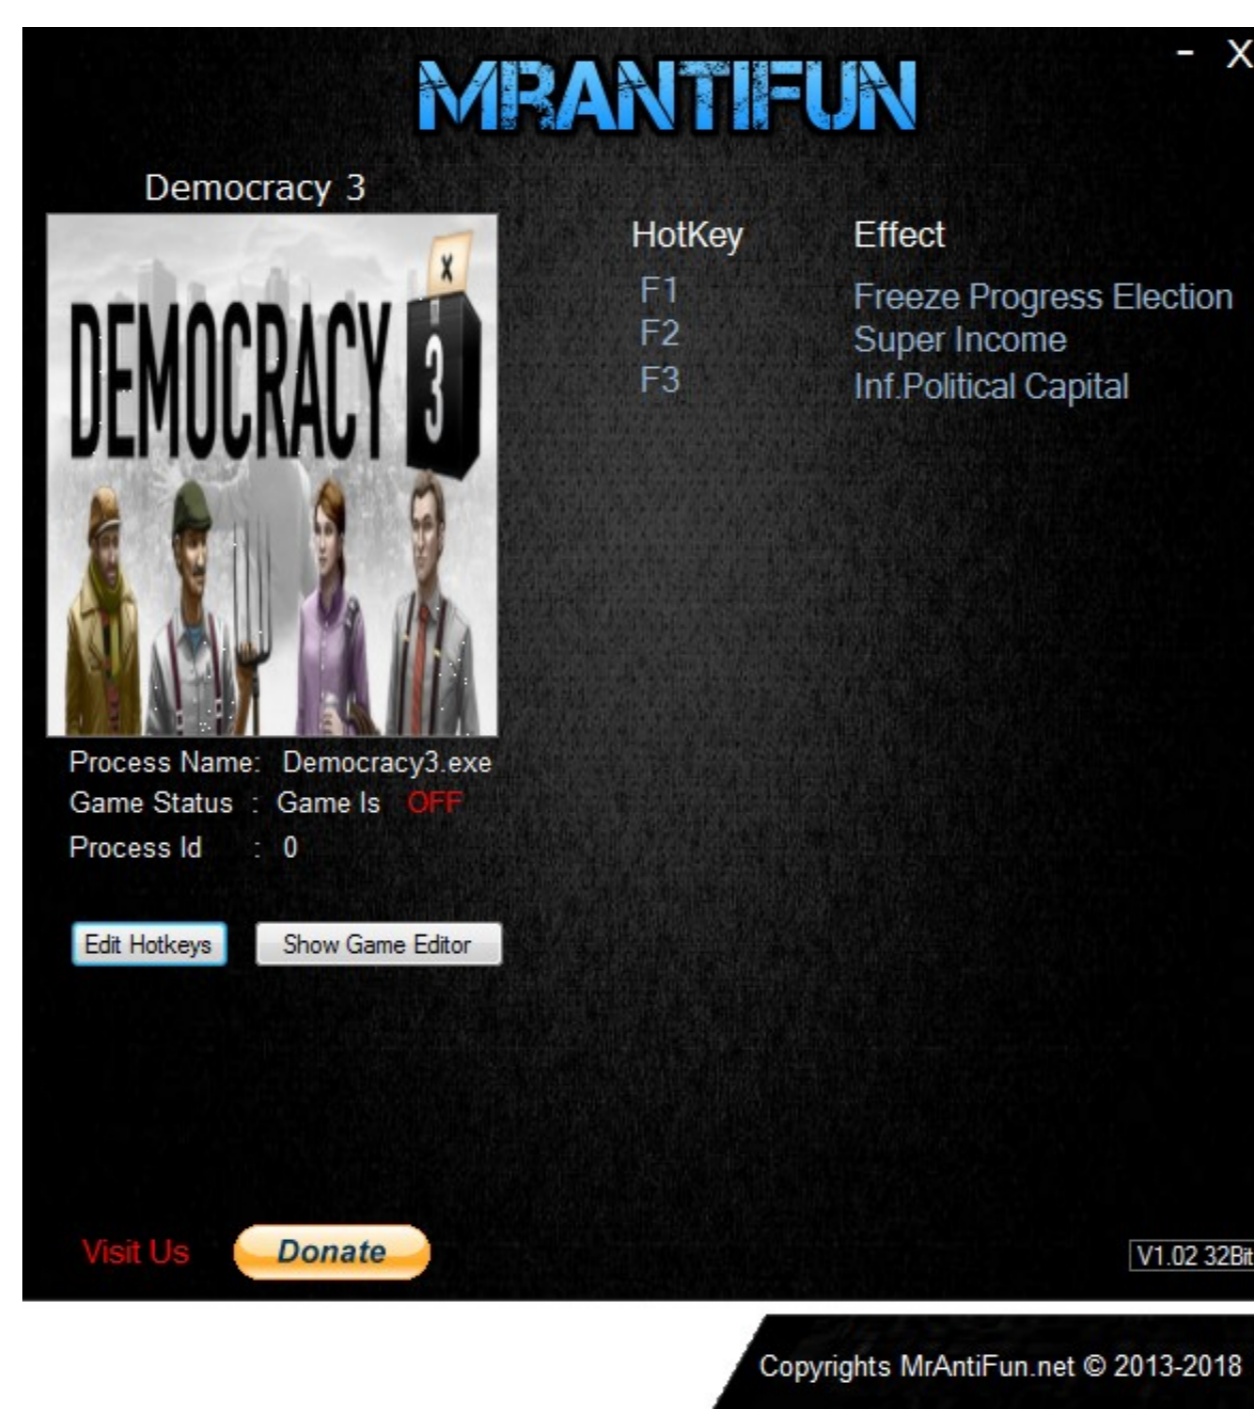 - X
MRANTIFUN
Democracy 3
X
DEMOCRACY 3
HotKey Effect
F1 Freeze Progress Election
F2 Super Income
F3 Inf.Political Capital
Process Name: Democracy3.exe
Game Status : Game Is OFF
Process Id : 0
Edit Hotkeys Show Game Editor
Visit Us Donate V1.02 32Bit
Copyrights MrAntiFun.net © 2013-2018